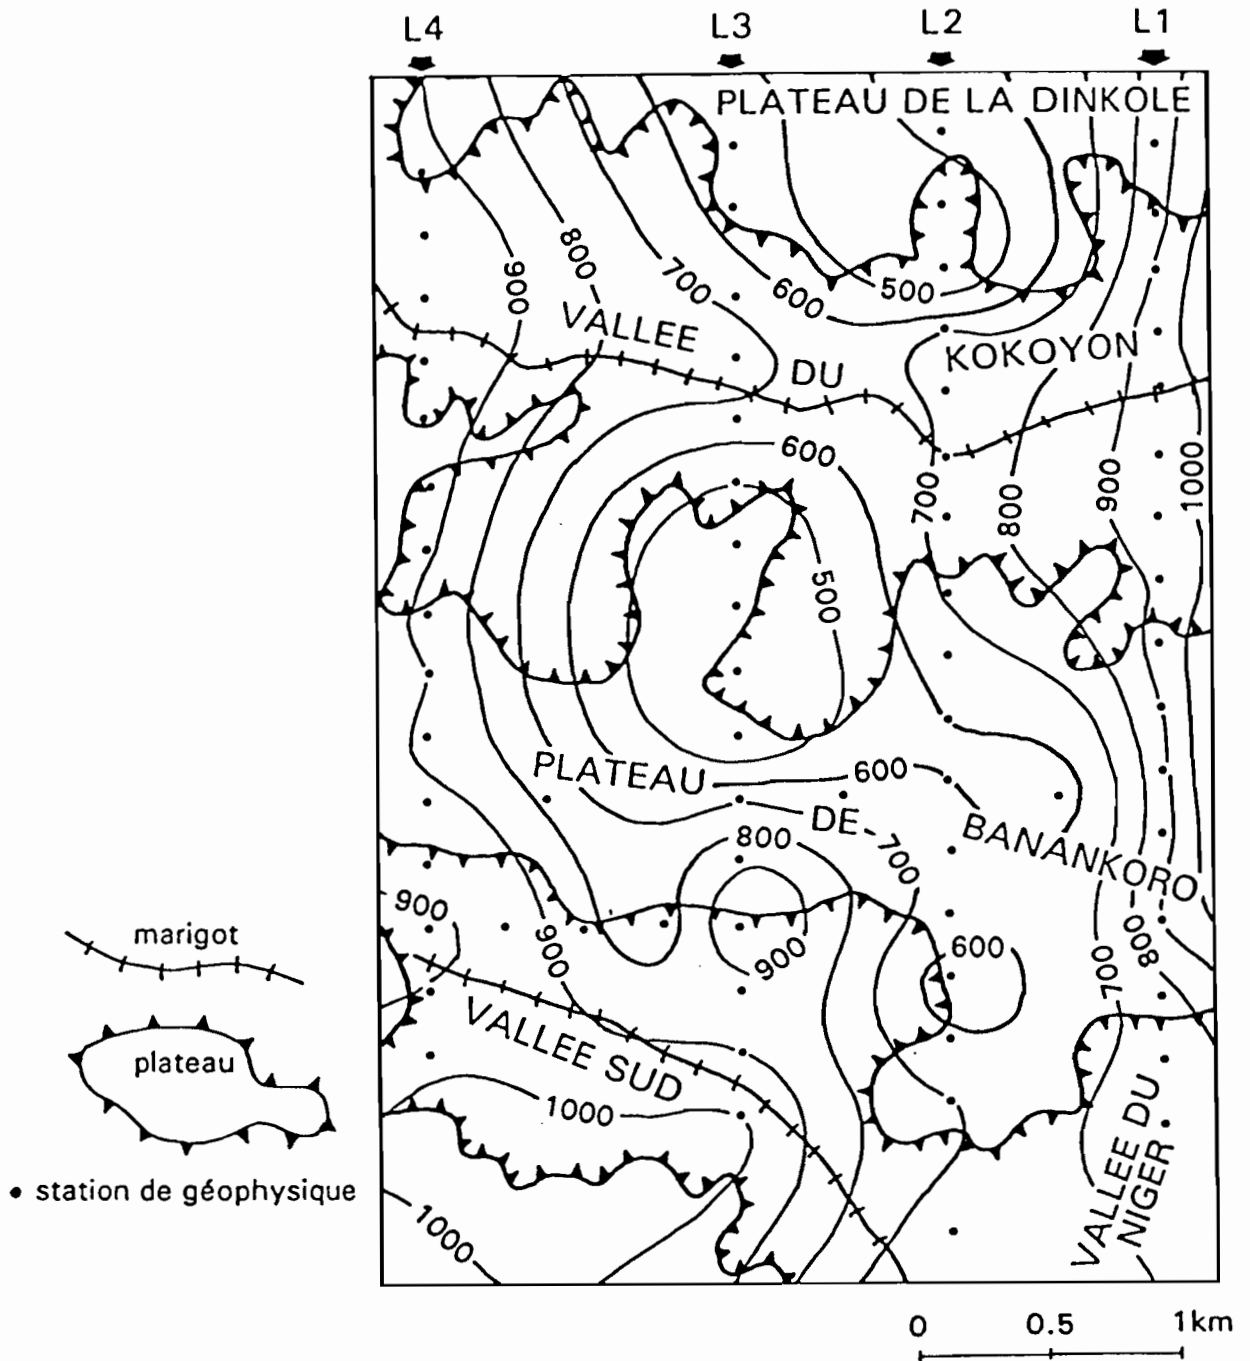 L4 L3 L2 L1
PLATEAU DE LA DINKOLE
800
900
700
600
500
VALLEE DU KOKOYON
600
700
800
900
1000
500
PLATEAU DE BANANKORO
600
800
700
900
900
900
600
700
800
VALLEE SUD
1000
1000
VALLEE DU
NIGER
marigot
plateau
station de géophysique
0 0.5 1km